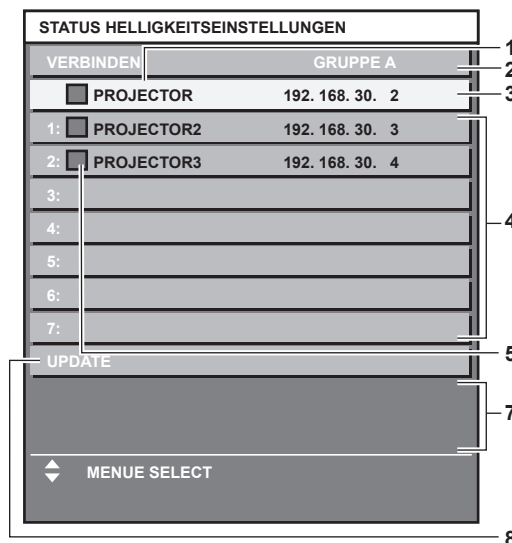 STATUS HELLIGKEITSEINSTELLUNGEN
VERBINDEN GRUPPE A
PROJECTOR 192. 168. 30. 2
1: PROJECTOR2 192. 168. 30. 3
2: PROJECTOR3 192. 168. 30. 4
3:
4:
5:
6:
7:
UPDATE
MENUE SELECT
1
2
3
4
5
7
8